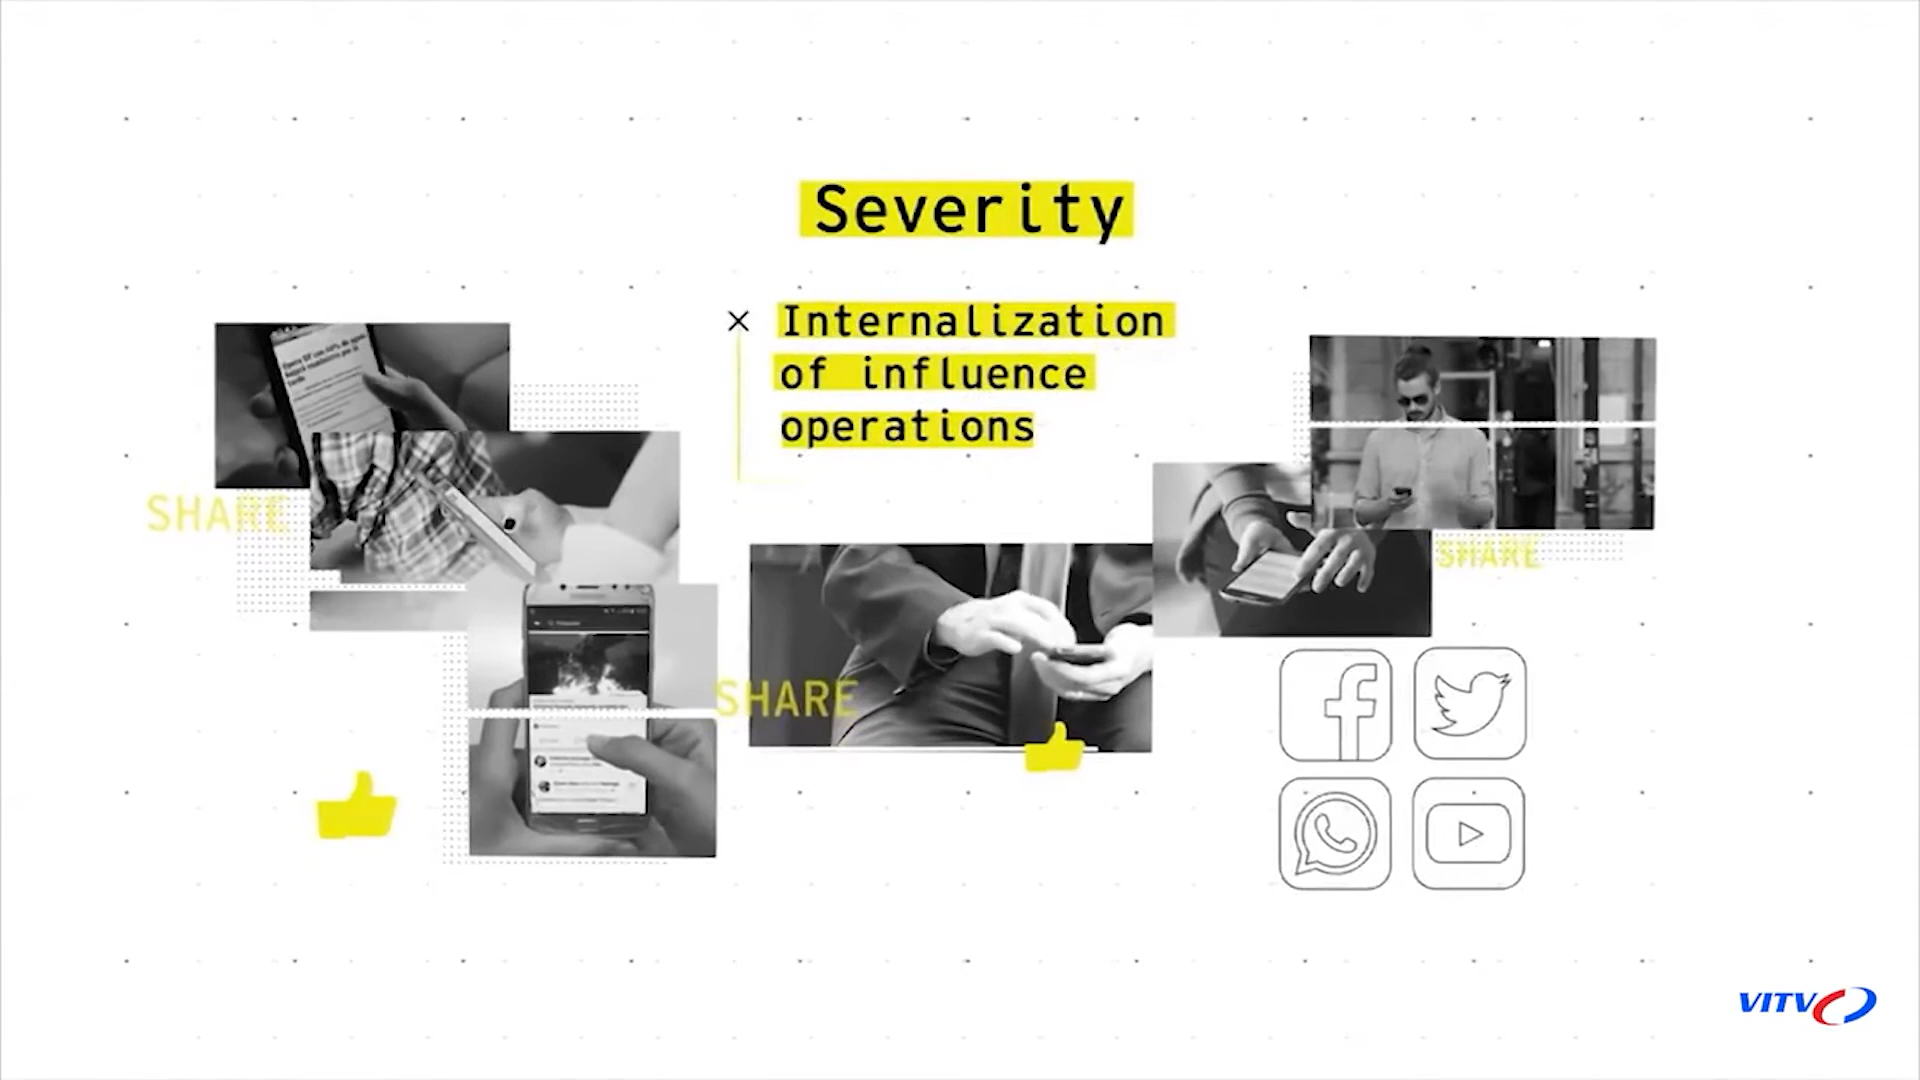 Severity
× Internalization
of influence
operations
SHARE
SHARE
SHARE
VITV